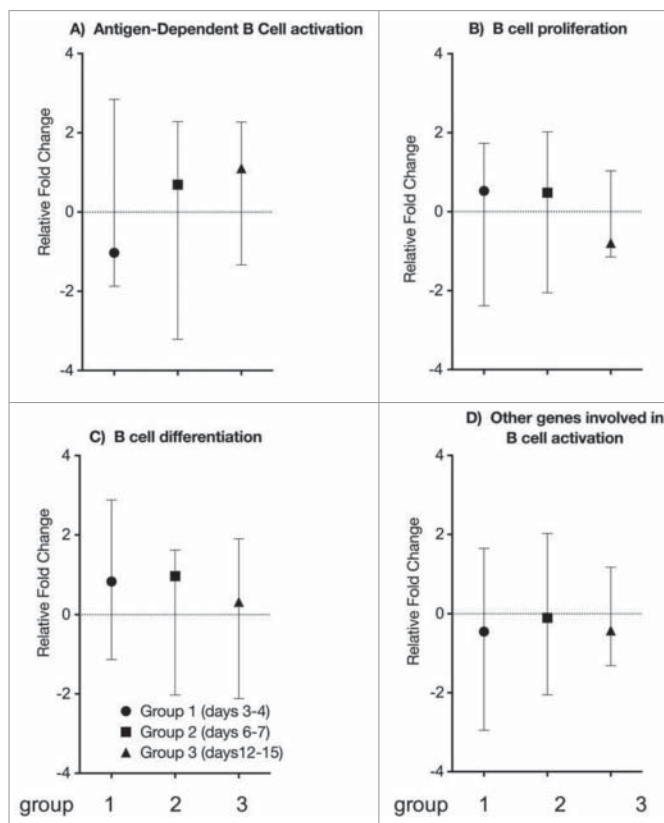 A) Antigen-Dependent B Cell activation
4
2
0
-2
-4
Relative Fold Change
B) B cell proliferation
4
2
0
-2
-4
Relative Fold Change
C) B cell differentiation
4
2
0
-2
-4
Relative Fold Change
Group 1 (days 3-4)
Group 2 (days 6-7)
Group 3 (days12-15)
group 1 2 3
D) Other genes involved in
B cell activation
4
2
0
-2
-4
Relative Fold Change
group 1 2 3